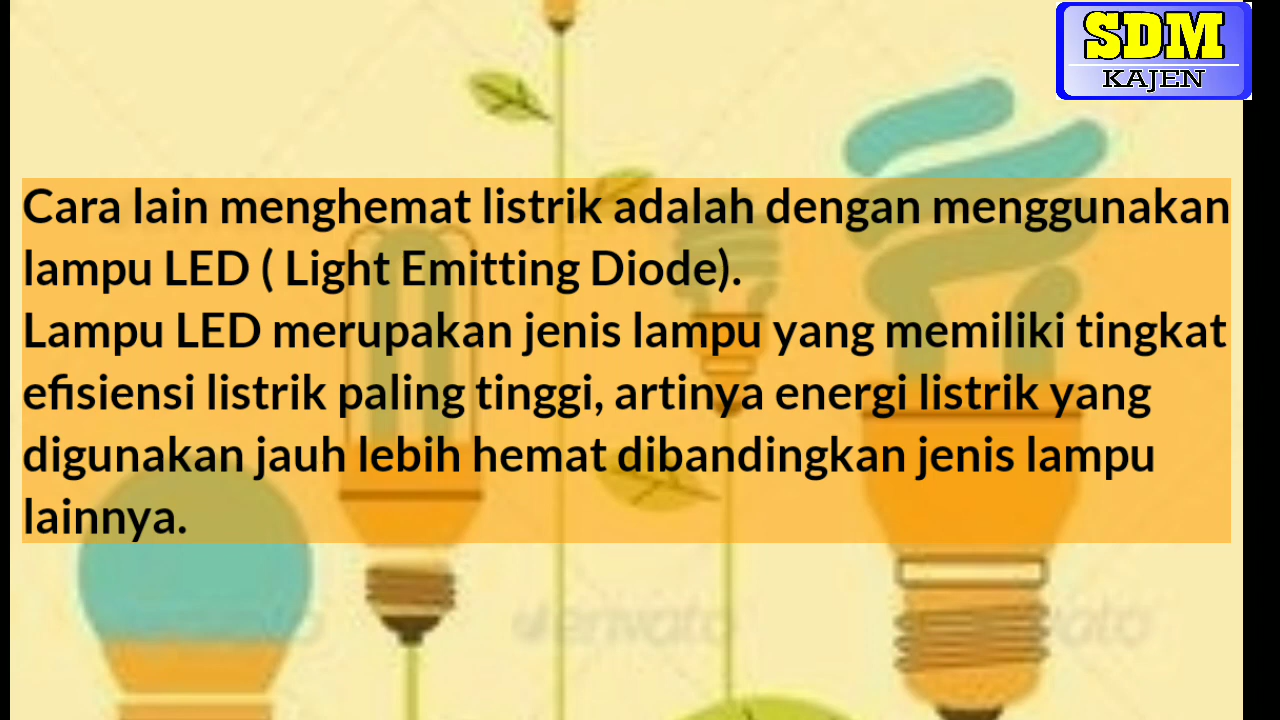 SDM
KAJEN
Cara lain menghemat listrik adalah dengan menggunakan
lampu LED ( Light Emitting Diode).
Lampu LED merupakan jenis lampu yang memiliki tingkat
efisiensi listrik paling tinggi, artinya energi listrik yang
digunakan jauh lebih hemat dibandingkan jenis lampu
lainnya.
envato